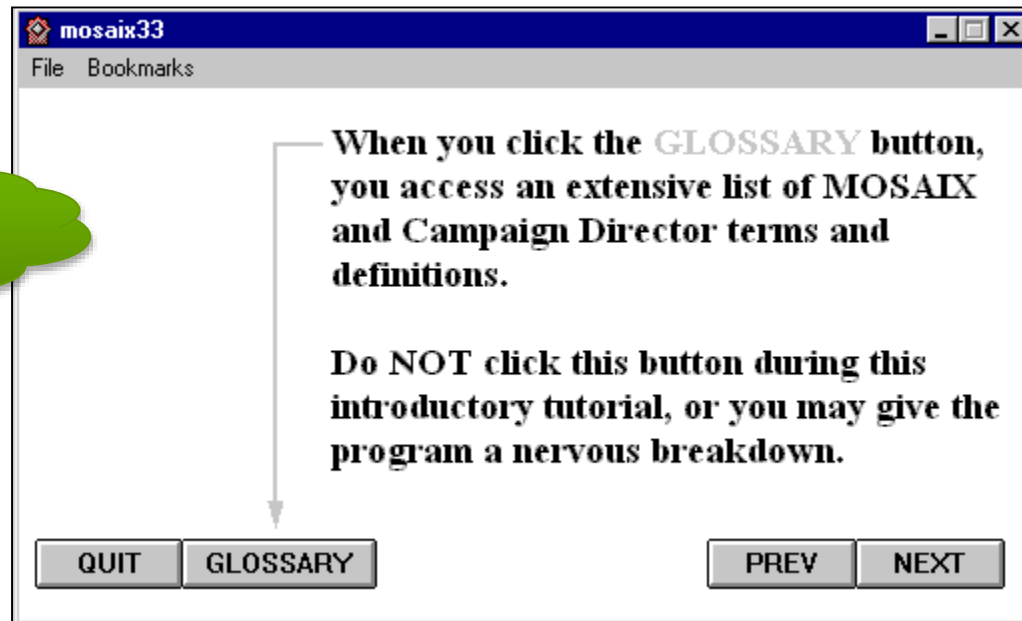 mosaix33
File Bookmarks
When you click the GLOSSARY button,
you access an extensive list of MOSAIX
and Campaign Director terms and
definitions.
Do NOT click this button during this
introductory tutorial, or you may give the
program a nervous breakdown.
QUIT GLOSSARY PREV NEXT